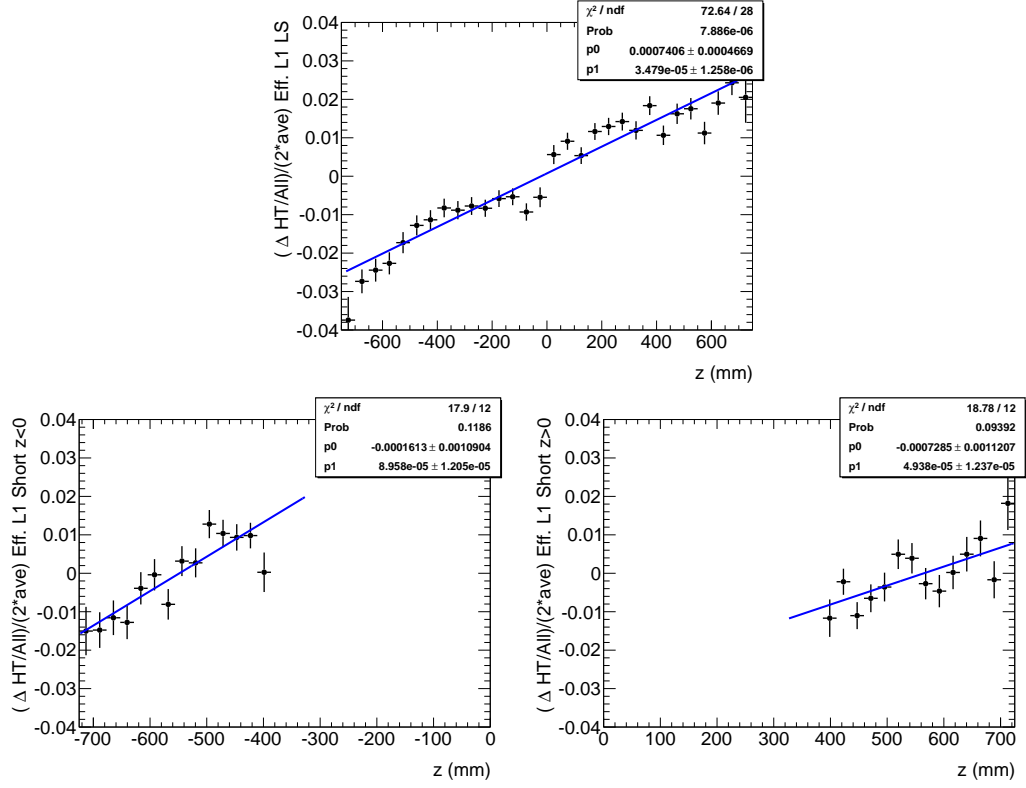 χ² / ndf 72.64 / 28
Prob 7.886e-06
p0 0.0007406 ± 0.0004669
p1 3.479e-05 ± 1.258e-06
( Δ HT/All)/(2*ave) Eff. L1 LS
0.04
0.03
0.02
0.01
0
-0.01
-0.02
-0.03
-0.04
-600 -400 -200 0 200 400 600
z (mm)
χ² / ndf 17.9 / 12
Prob 0.1186
p0 -0.0001613 ± 0.0010904
p1 8.958e-05 ± 1.205e-05
( Δ HT/All)/(2*ave) Eff. L1 Short z<0
0.04
0.03
0.02
0.01
0
-0.01
-0.02
-0.03
-0.04
-700 -600 -500 -400 -300 -200 -100 0
z (mm)
χ² / ndf 18.78 / 12
Prob 0.09392
p0 -0.0007285 ± 0.0011207
p1 4.938e-05 ± 1.237e-05
( Δ HT/All)/(2*ave) Eff. L1 Short z>0
0.04
0.03
0.02
0.01
0
-0.01
-0.02
-0.03
-0.04
0 100 200 300 400 500 600 700
z (mm)